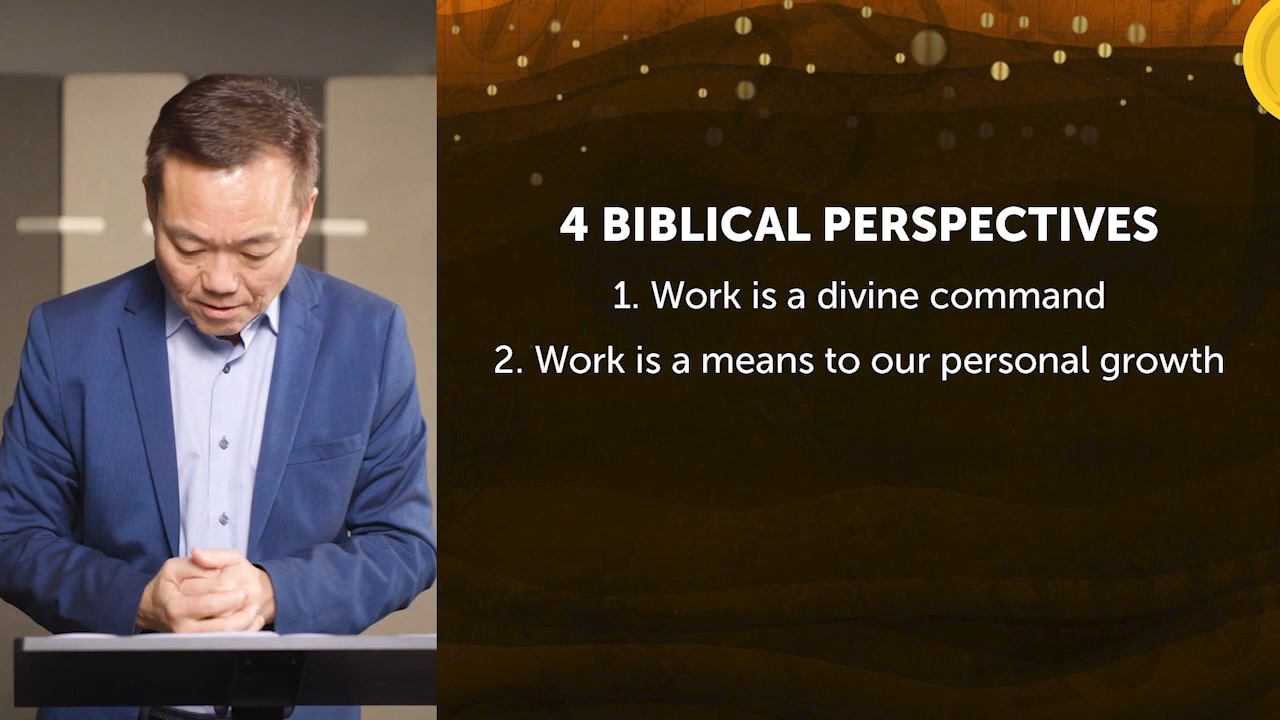 4 BIBLICAL PERSPECTIVES
1. Work is a divine command
2. Work is a means to our personal growth